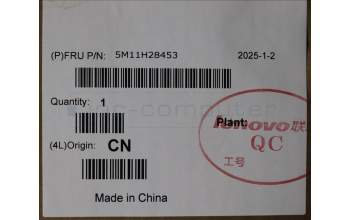 (P)FRU P/N: 5M11H28453 2025-1-2
Quantity: 1
Plant:
lenovo联
(4L)Origin: CN
QC
工号
Made in China